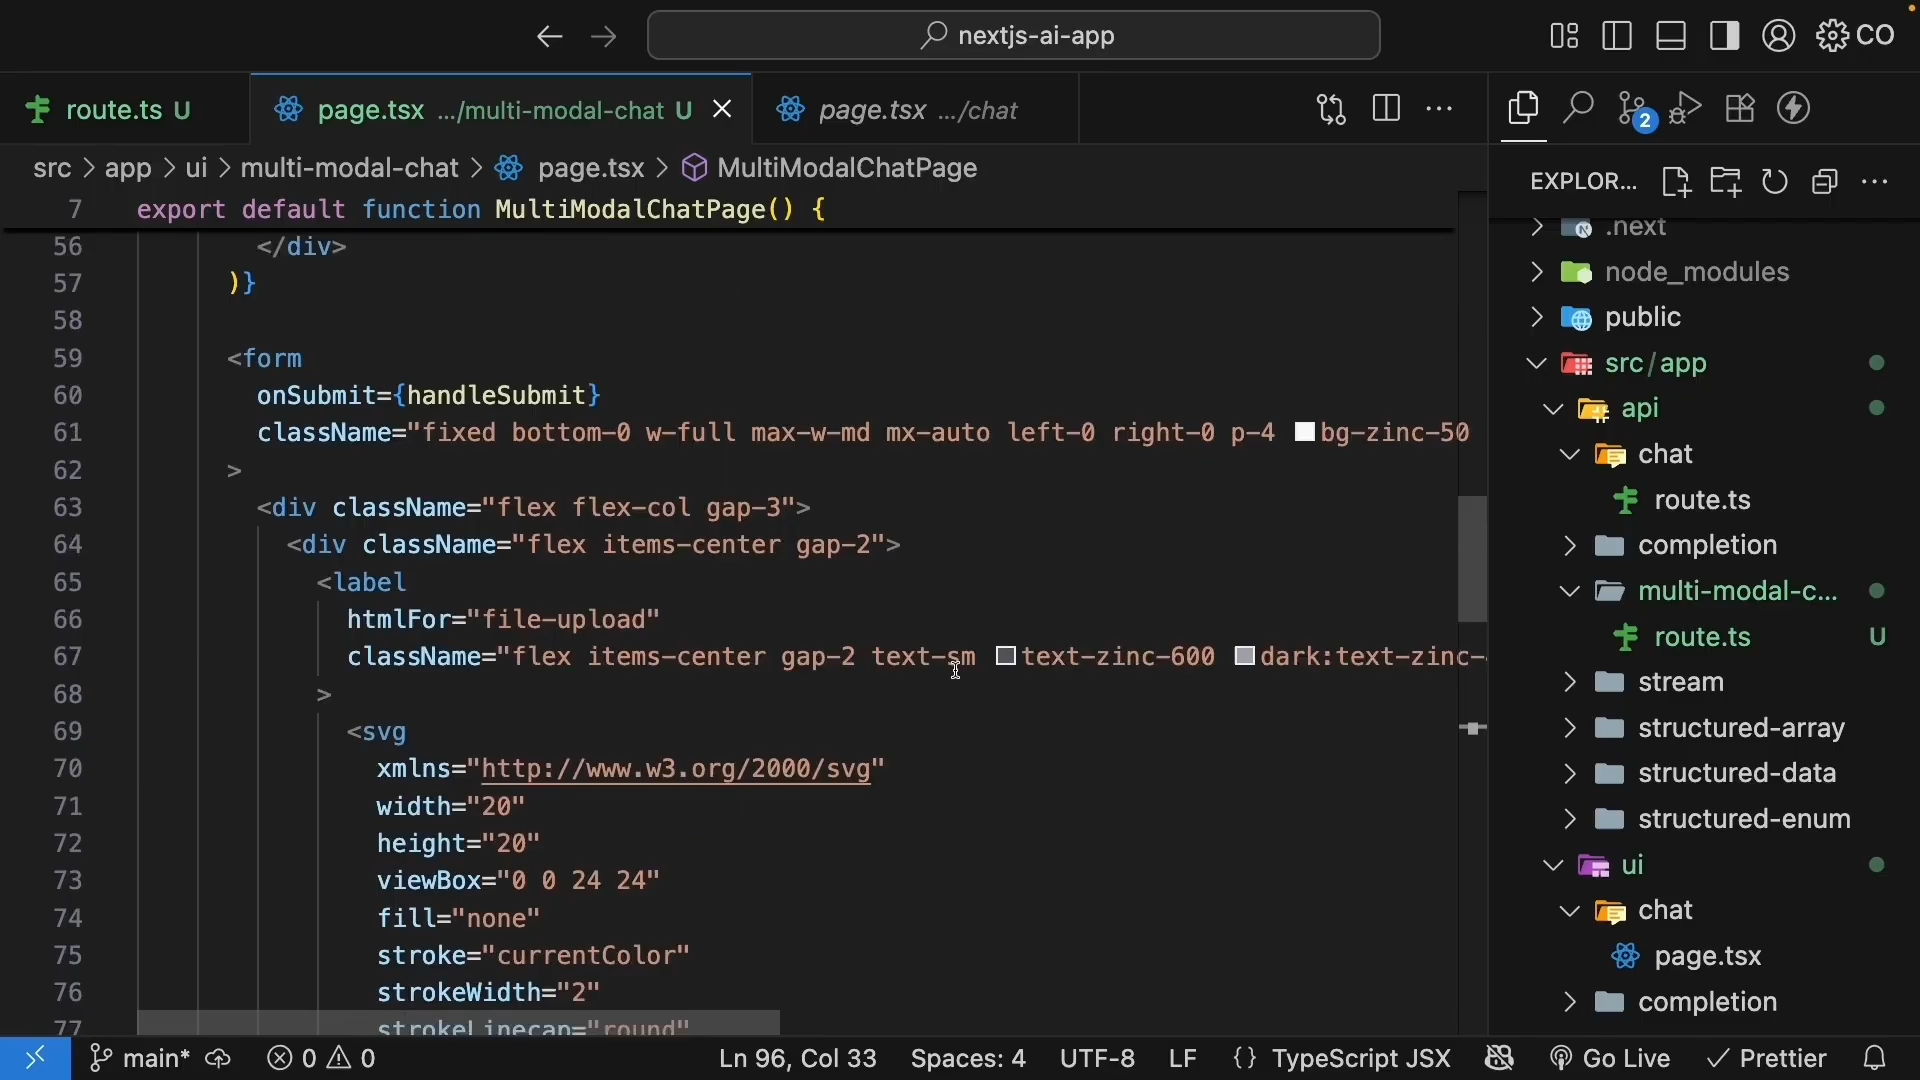 nextjs-ai-app
CO
route.ts U
page.tsx .../multi-modal-chat U
page.tsx .../chat
2
src > app > ui > multi-modal-chat > page.tsx > MultiModalChatPage
EXPLOR...
7 export default function MultiModalChatPage() {
56 </div>
57 )}
58
59 <form
60 onSubmit={handleSubmit}
61 className="fixed bottom-0 w-full max-w-md mx-auto left-0 right-0 p-4 bg-zinc-50
62 >
63 <div className="flex flex-col gap-3">
64 <div className="flex items-center gap-2">
65 <label
66 htmlFor="file-upload"
67 className="flex items-center gap-2 text-sm text-zinc-600 dark:text-zinc-
68 >
69 <svg
70 xmlns="http://www.w3.org/2000/svg"
71 width="20"
72 height="20"
73 viewBox="0 0 24 24"
74 fill="none"
75 stroke="currentColor"
76 strokeWidth="2"
77 strokeLinecap="round"
.next
node_modules
public
src/app
api
chat
route.ts
completion
multi-modal-c...
route.ts U
stream
structured-array
structured-data
structured-enum
ui
chat
page.tsx
completion
main* 0 0 Ln 96, Col 33 Spaces: 4 UTF-8 LF {} TypeScript JSX Go Live Prettier